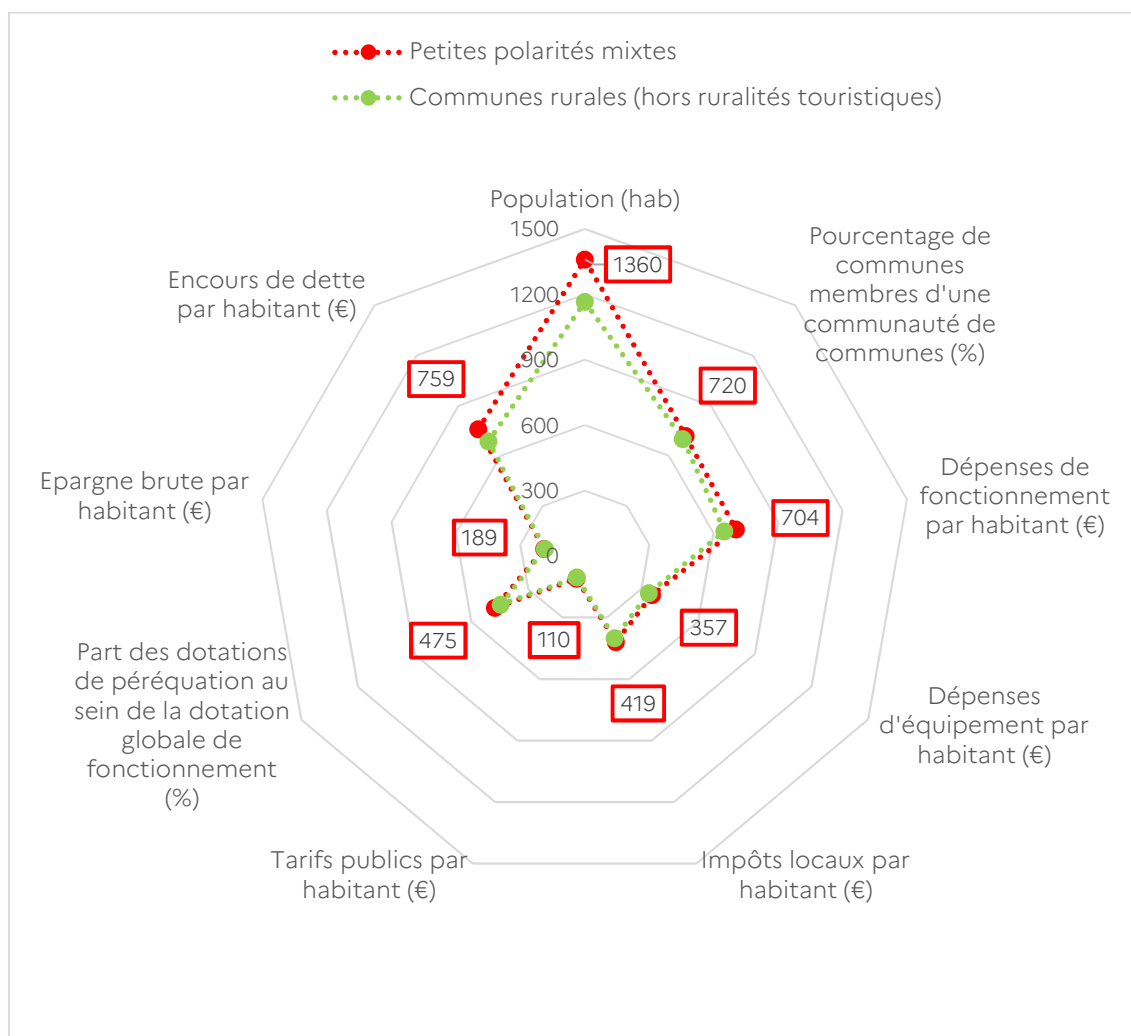 Petites polarités mixtes
Communes rurales (hors ruralités touristiques)
Population (hab)
1500
1360
1200
900
600
300
0
Pourcentage de
communes
membres d'une
communauté de
communes (%)
720
Dépenses de
fonctionnement
par habitant (€)
704
Dépenses
d'équipement par
habitant (€)
357
Impôts locaux par
habitant (€)
419
Tarifs publics par
habitant (€)
110
Part des dotations
de péréquation au
sein de la dotation
globale de
fonctionnement
(%)
475
Epargne brute par
habitant (€)
189
Encours de dette
par habitant (€)
759